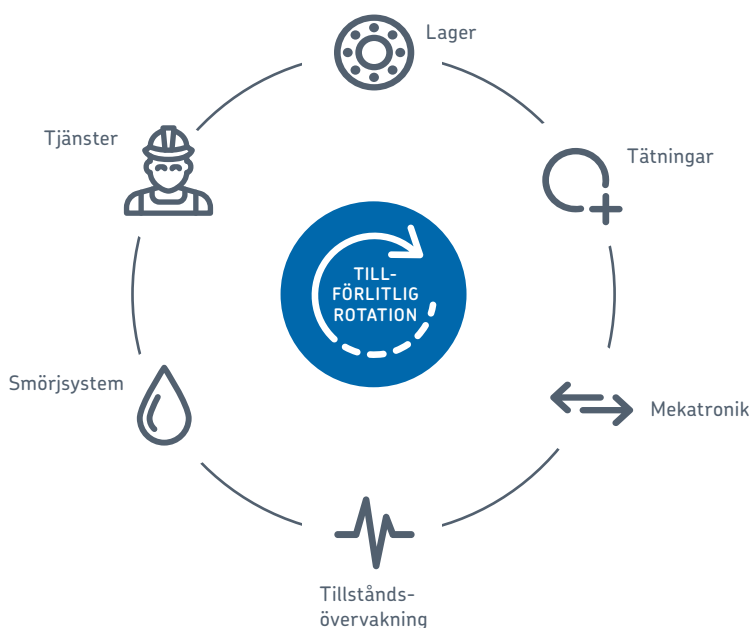 Lager
Tjänster
Tätningar
TILL-
FÖRLITLIG
ROTATION
Smörjsystem
Mekatronik
Tillstånds-
övervakning